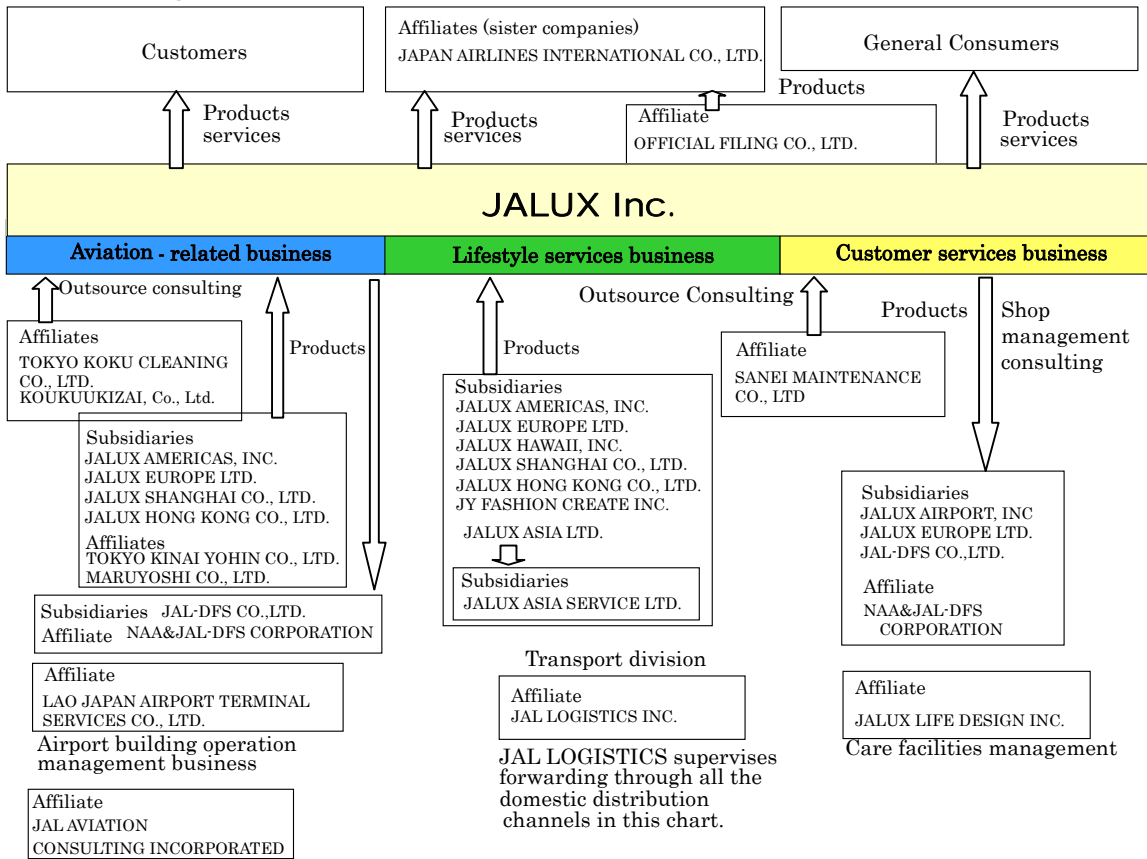 Customers
Affiliates (sister companies)
JAPAN AIRLINES INTERNATIONAL CO., LTD.
General Consumers
Products
services
Products
services
Products
Affiliate
OFFICIAL FILING CO., LTD.
Products
services
JALUX Inc.
Aviation - related business
Lifestyle services business
Customer services business
Outsource consulting
Affiliates
TOKYO KOKU CLEANING
CO., LTD.
KOUKUUKIZAI, Co., Ltd.
Products
Subsidiaries
JALUX AMERICAS, INC.
JALUX EUROPE LTD.
JALUX SHANGHAI CO., LTD.
JALUX HONG KONG CO., LTD.
Affiliates
TOKYO KINAI YOHIN CO., LTD.
MARUYOSHI CO., LTD.
Subsidiaries JAL-DFS CO.,LTD.
Affiliate NAA&JAL-DFS CORPORATION
Affiliate
LAO JAPAN AIRPORT TERMINAL
SERVICES CO., LTD.
Airport building operation
management business
Affiliate
JAL AVIATION
CONSULTING INCORPORATED
Products
Subsidiaries
JALUX AMERICAS, INC.
JALUX EUROPE LTD.
JALUX HAWAII, INC.
JALUX SHANGHAI CO., LTD.
JALUX HONG KONG CO., LTD.
JY FASHION CREATE INC.
JALUX ASIA LTD.
Subsidiaries
JALUX ASIA SERVICE LTD.
Transport division
Affiliate
JAL LOGISTICS INC.
JAL LOGISTICS supervises
forwarding through all the
domestic distribution
channels in this chart.
Outsource Consulting
Affiliate
SANEI MAINTENANCE
CO., LTD
Products
Shop
management
consulting
Subsidiaries
JALUX AIRPORT, INC
JALUX EUROPE LTD.
JAL-DFS CO.,LTD.
Affiliate
NAA&JAL-DFS
CORPORATION
Affiliate
JALUX LIFE DESIGN INC.
Care facilities management